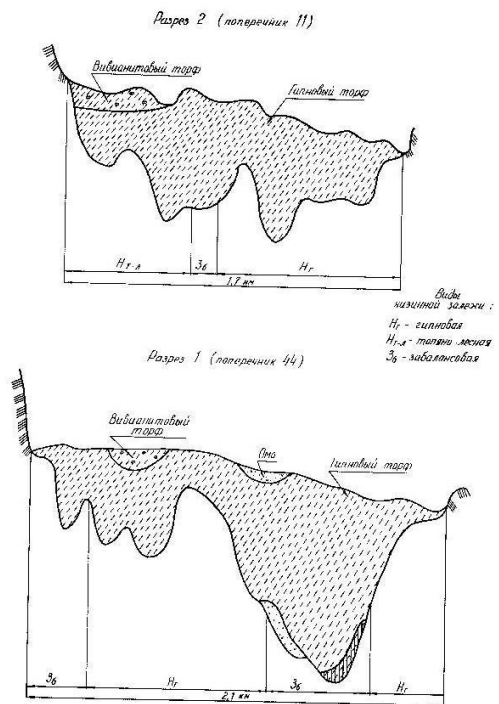 Разрез 2 (поперечник 11)
Вивианитовый торф
Гипновый торф
Нт-л
Зб
Нг
1,7 км
Виды
низинной залежи:
Нг - гипновая
Нт-л - топяно лесная
Зб - забалансовая
Разрез 1 (поперечник 44)
Вивианитовый
торф
Гипновый торф
Зб
Нг
Зб
Нг
2,1 км